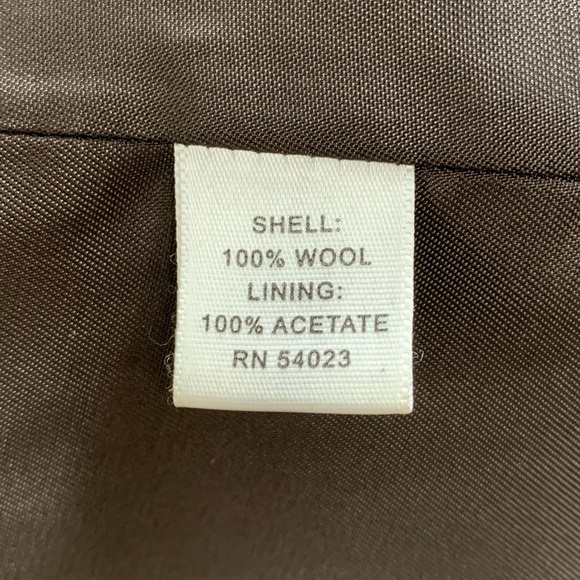 SHELL:
100% WOOL
LINING:
100% ACETATE
RN 54023